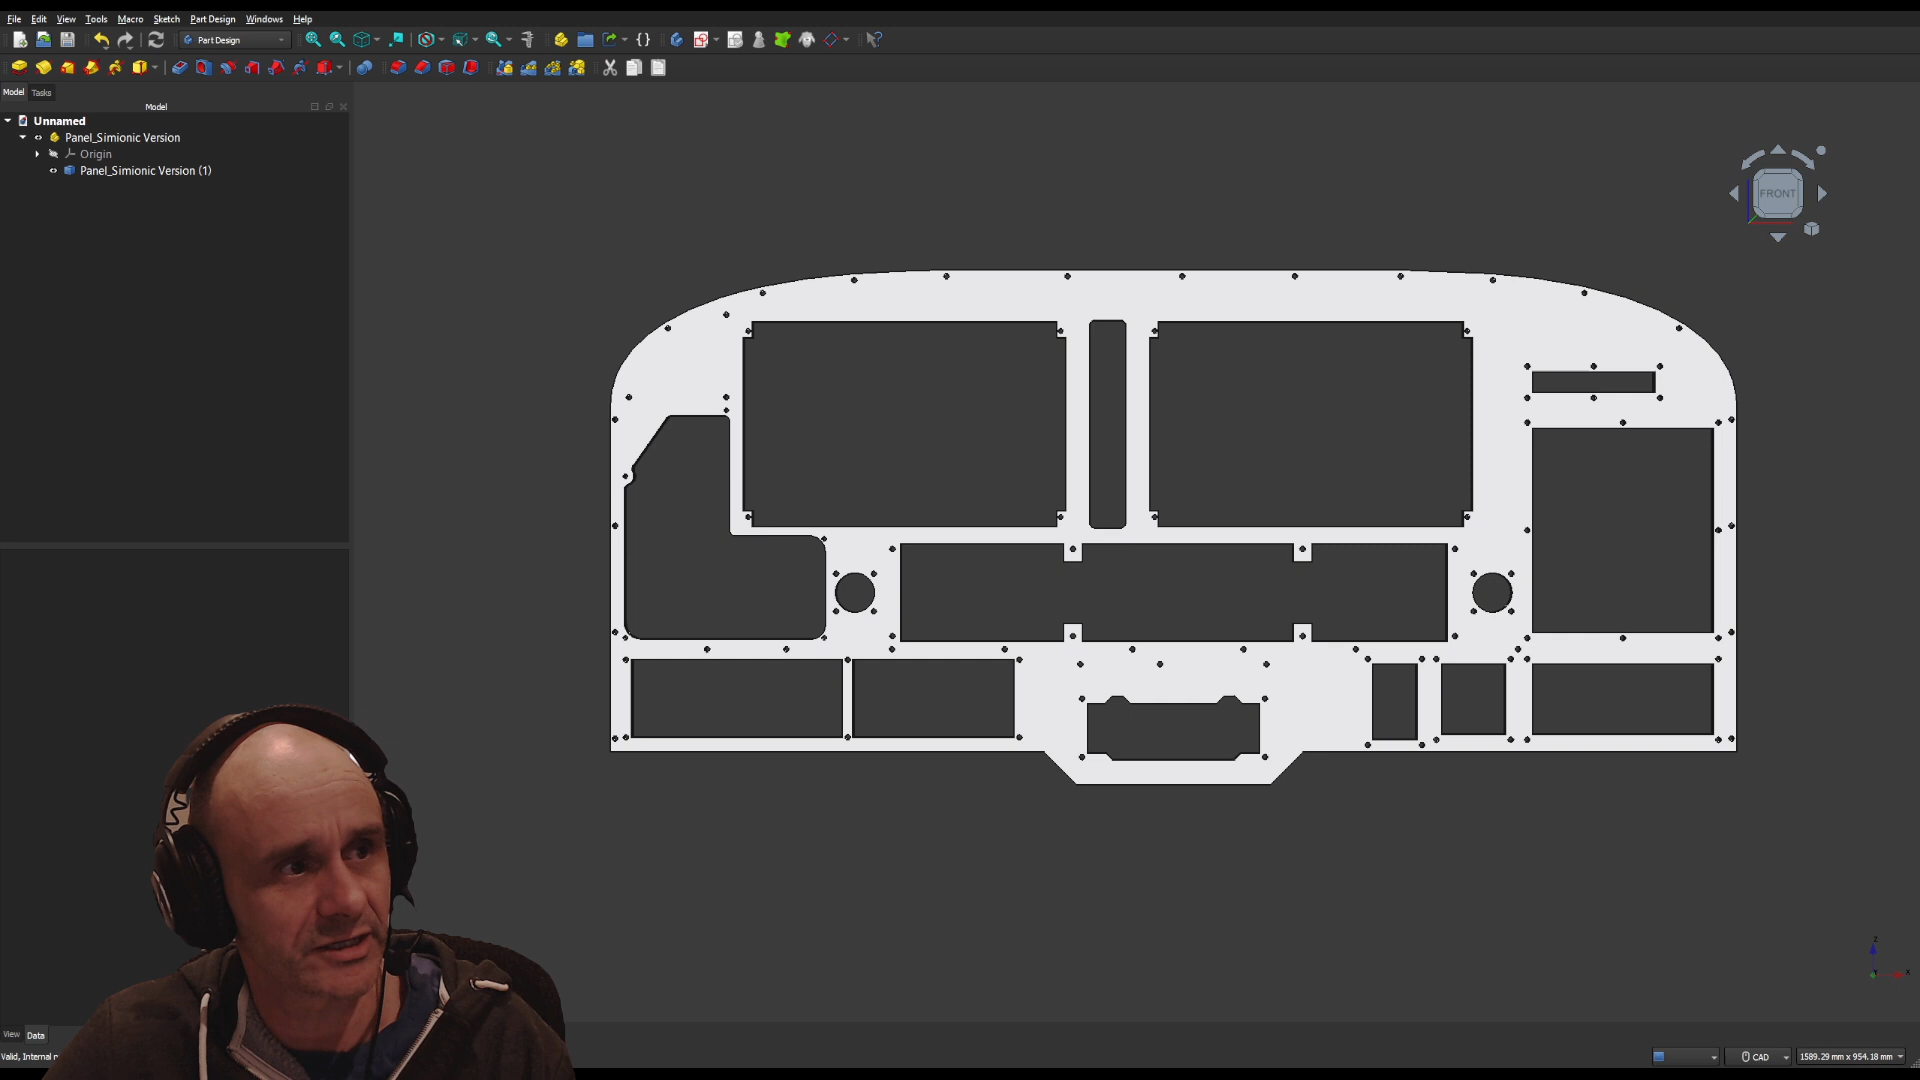 File Edit View Tools Macro Sketch Part Design Windows Help
Part Design
Model Tasks
Model
Unnamed
Panel_Simionic Version
Origin
Panel_Simionic Version (1)
FRONT
Z
Y
X
View Data
Valid, Internal
CAD
1589.29 mm x 954.18 mm